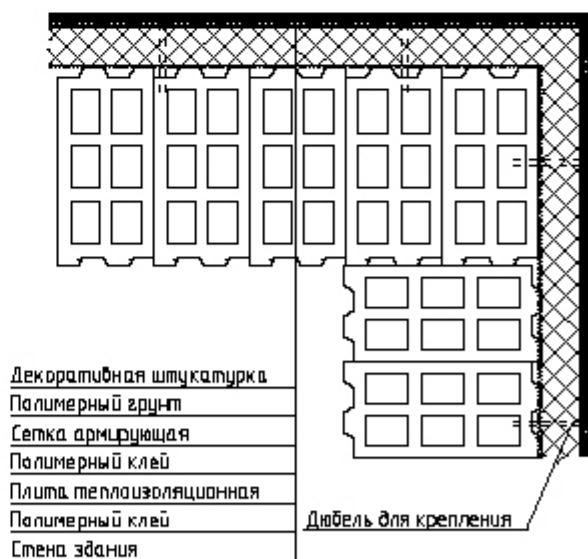 Декоративная штукатурка
Полимерный грунт
Сетка армирующая
Полимерный клей
Плита теплоизоляционная
Полимерный клей
Дюбель для крепления
Стена здания